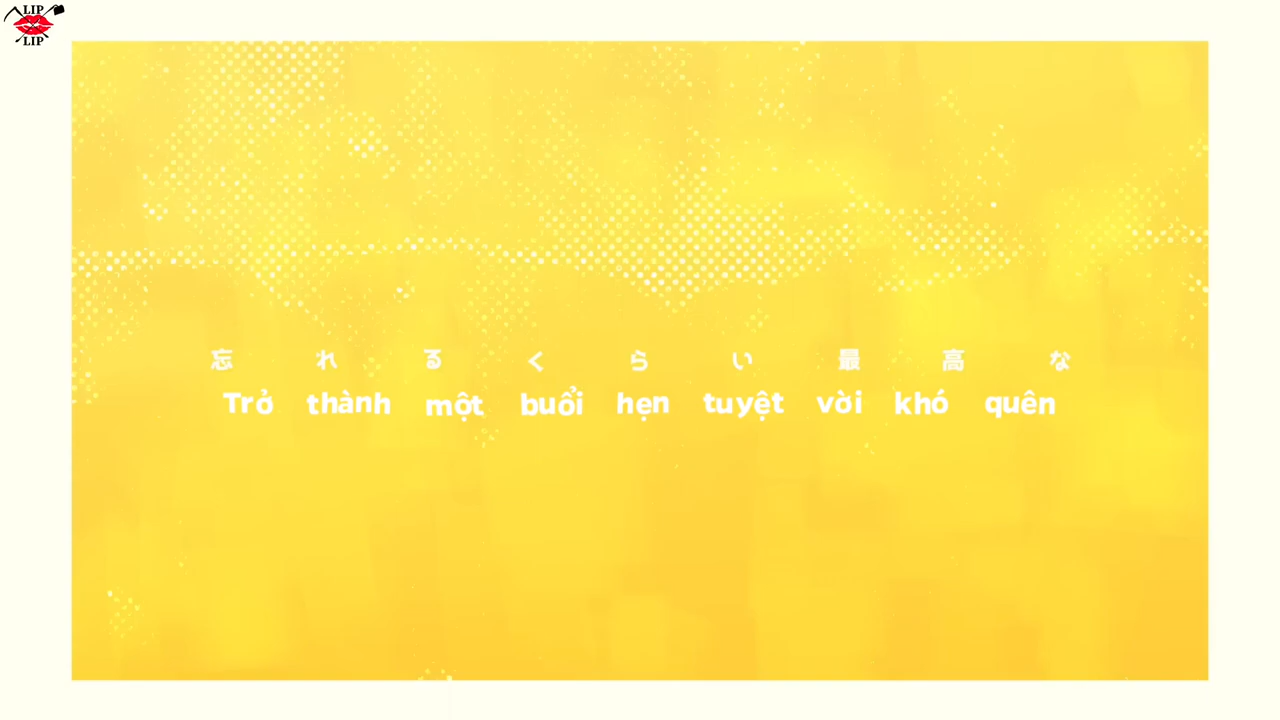 LIP
LIP
忘れるくらい最高な
Trở thành một buổi hẹn tuyệt vời khó quên